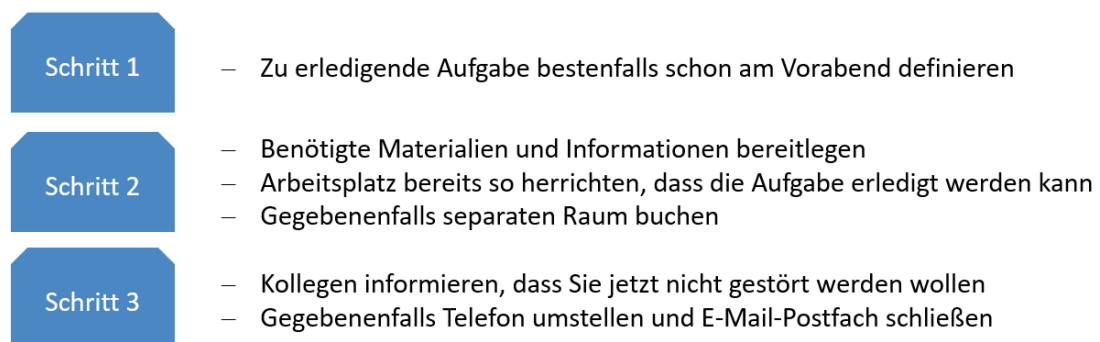 Schritt 1
– Zu erledigende Aufgabe bestenfalls schon am Vorabend definieren
Schritt 2
– Benötigte Materialien und Informationen bereitlegen
– Arbeitsplatz bereits so herrichten, dass die Aufgabe erledigt werden kann
– Gegebenenfalls separaten Raum buchen
Schritt 3
– Kollegen informieren, dass Sie jetzt nicht gestört werden wollen
– Gegebenenfalls Telefon umstellen und E-Mail-Postfach schließen